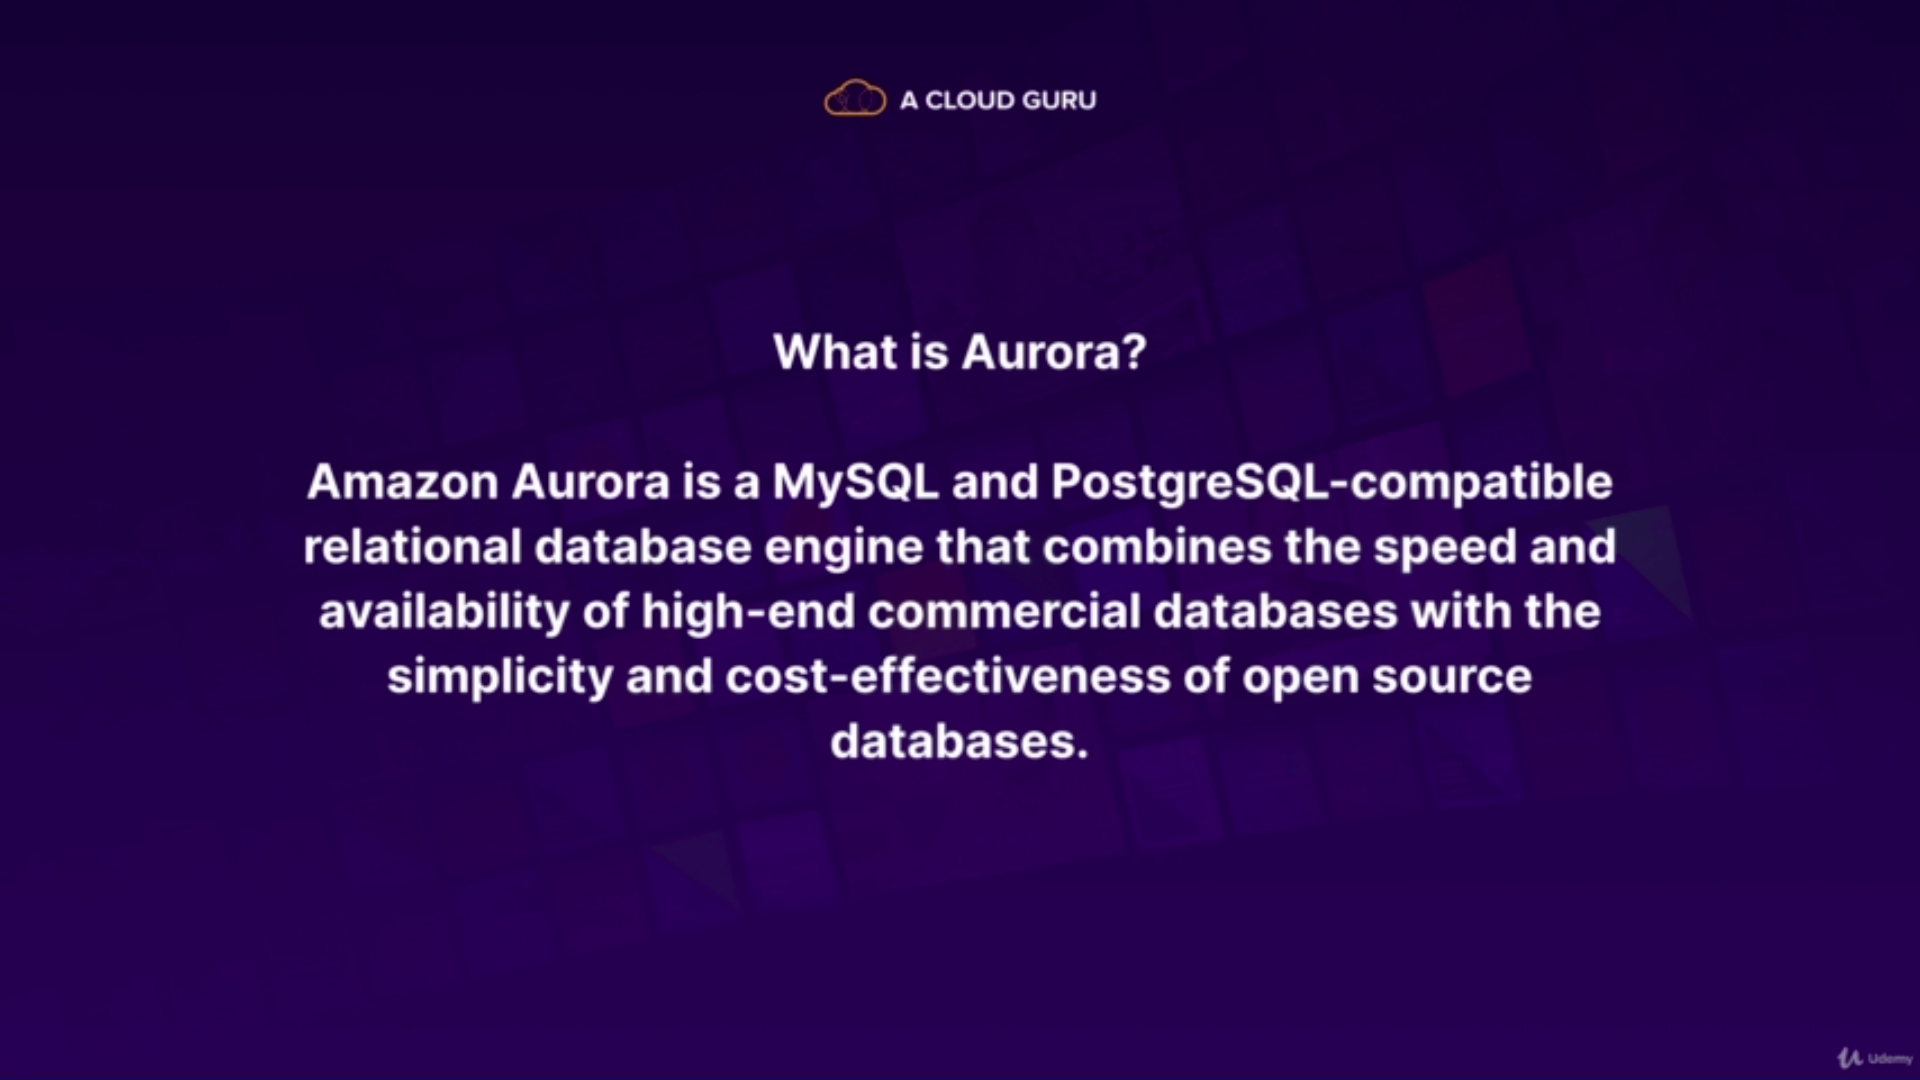 A CLOUD GURU
What is Aurora?
Amazon Aurora is a MySQL and PostgreSQL-compatible
relational database engine that combines the speed and
availability of high-end commercial databases with the
simplicity and cost-effectiveness of open source
databases.
Udemy